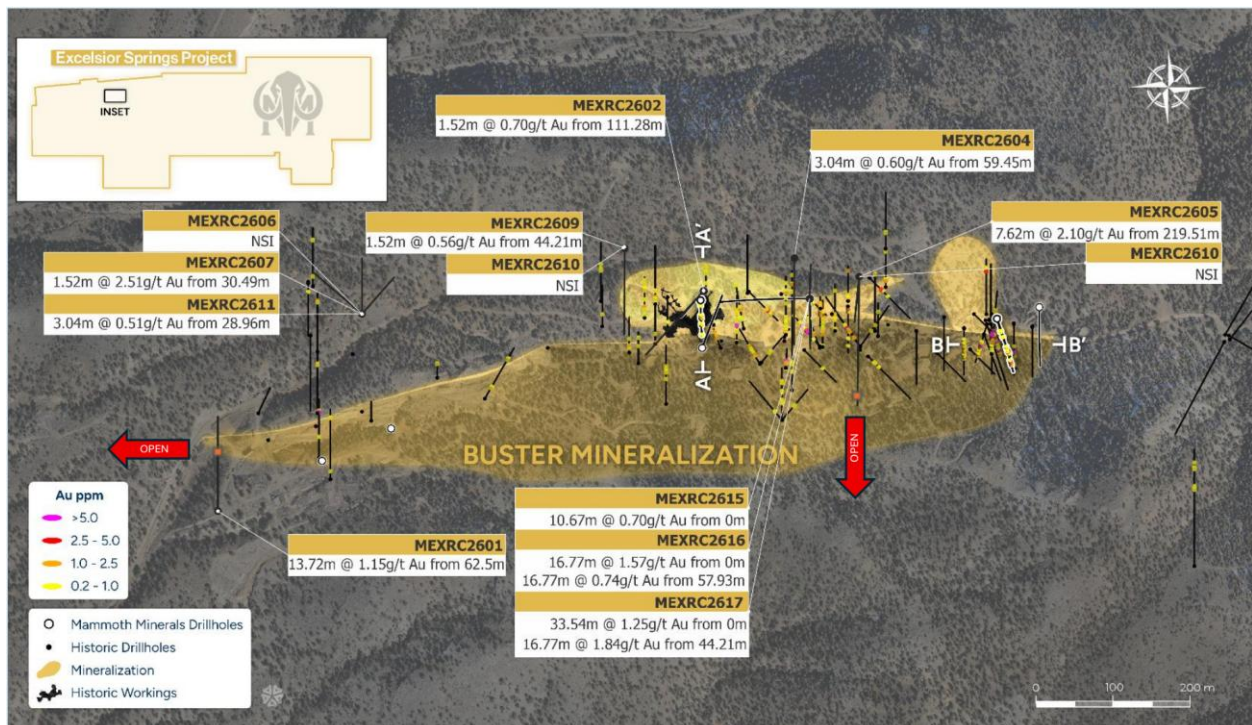 Excelsior Springs Project
INSET
MEXRC2602
1.52m @ 0.70g/t Au from 111.28m
MEXRC2604
3.04m @ 0.60g/t Au from 59.45m
MEXRC2606
NSI
MEXRC2607
1.52m @ 2.51g/t Au from 30.49m
MEXRC2611
3.04m @ 0.51g/t Au from 28.96m
MEXRC2609
1.52m @ 0.56g/t Au from 44.21m
MEXRC2610
NSI
MEXRC2605
7.62m @ 2.10g/t Au from 219.51m
MEXRC2610
NSI
A'
A
B
B'
OPEN
BUSTER MINERALIZATION
OPEN
MEXRC2601
13.72m @ 1.15g/t Au from 62.5m
MEXRC2615
10.67m @ 0.70g/t Au from 0m
MEXRC2616
16.77m @ 1.57g/t Au from 0m
16.77m @ 0.74g/t Au from 57.93m
MEXRC2617
33.54m @ 1.25g/t Au from 0m
16.77m @ 1.84g/t Au from 44.21m
Au ppm
>5.0
2.5 - 5.0
1.0 - 2.5
0.2 - 1.0
Mammoth Minerals Drillholes
Historic Drillholes
Mineralization
Historic Workings
0 100 200 m